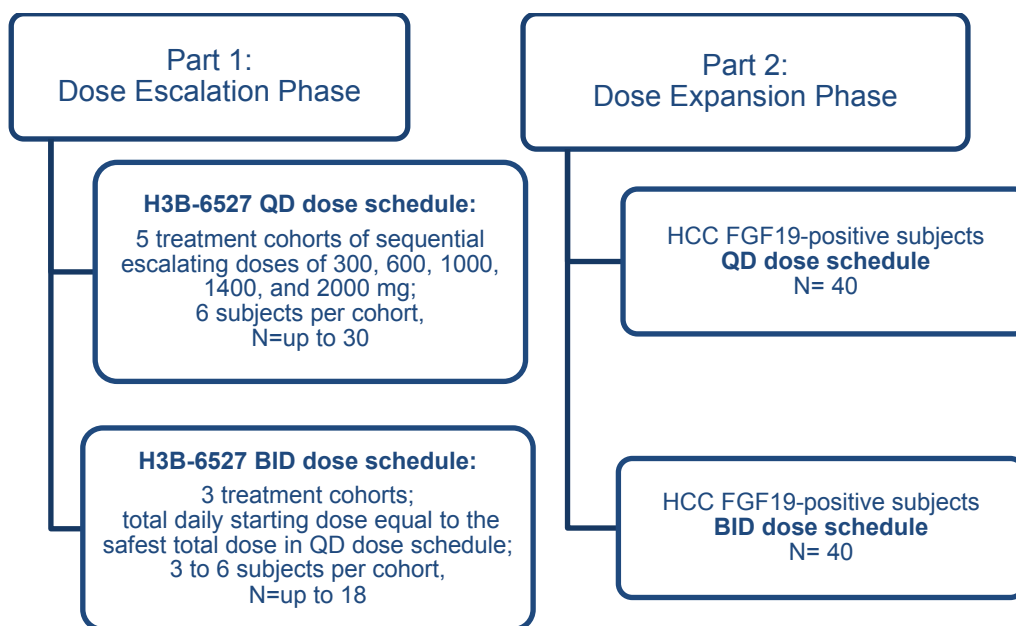 Part 1:
Dose Escalation Phase
H3B-6527 QD dose schedule:
5 treatment cohorts of sequential
escalating doses of 300, 600, 1000,
1400, and 2000 mg;
6 subjects per cohort,
N=up to 30
H3B-6527 BID dose schedule:
3 treatment cohorts;
total daily starting dose equal to the
safest total dose in QD dose schedule;
3 to 6 subjects per cohort,
N=up to 18
Part 2:
Dose Expansion Phase
HCC FGF19-positive subjects
QD dose schedule
N= 40
HCC FGF19-positive subjects
BID dose schedule
N= 40